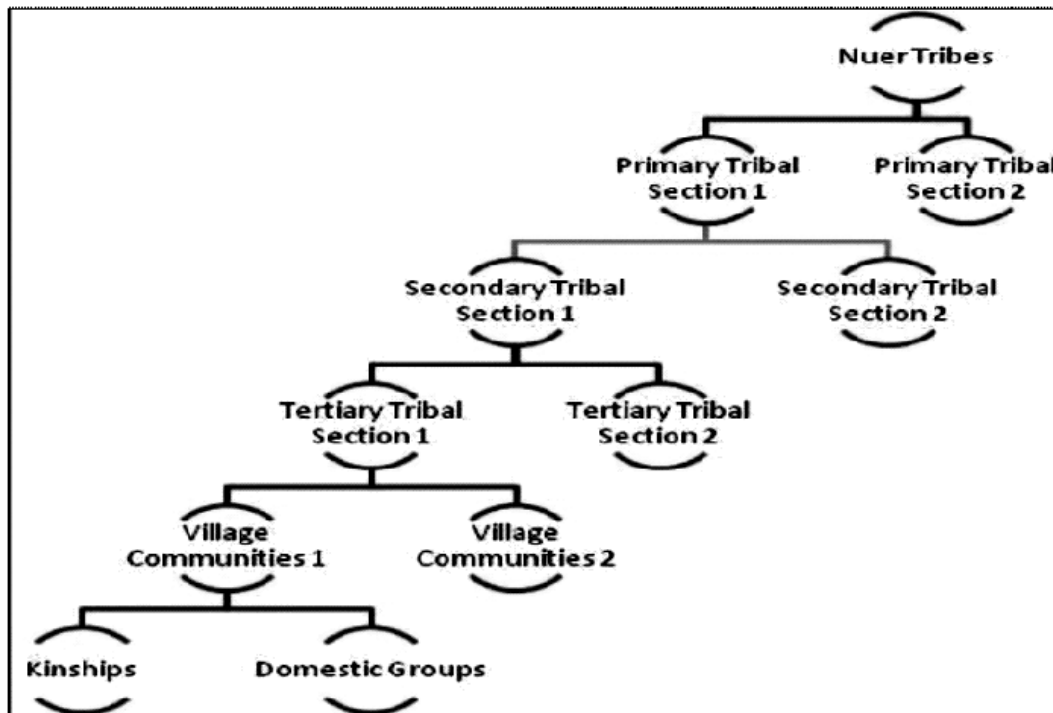 Nuer Tribes
Primary Tribal
Section 1
Primary Tribal
Section 2
Secondary Tribal
Section 1
Secondary Tribal
Section 2
Tertiary Tribal
Section 1
Tertiary Tribal
Section 2
Village
Communities 1
Village
Communities 2
Kinships
Domestic Groups